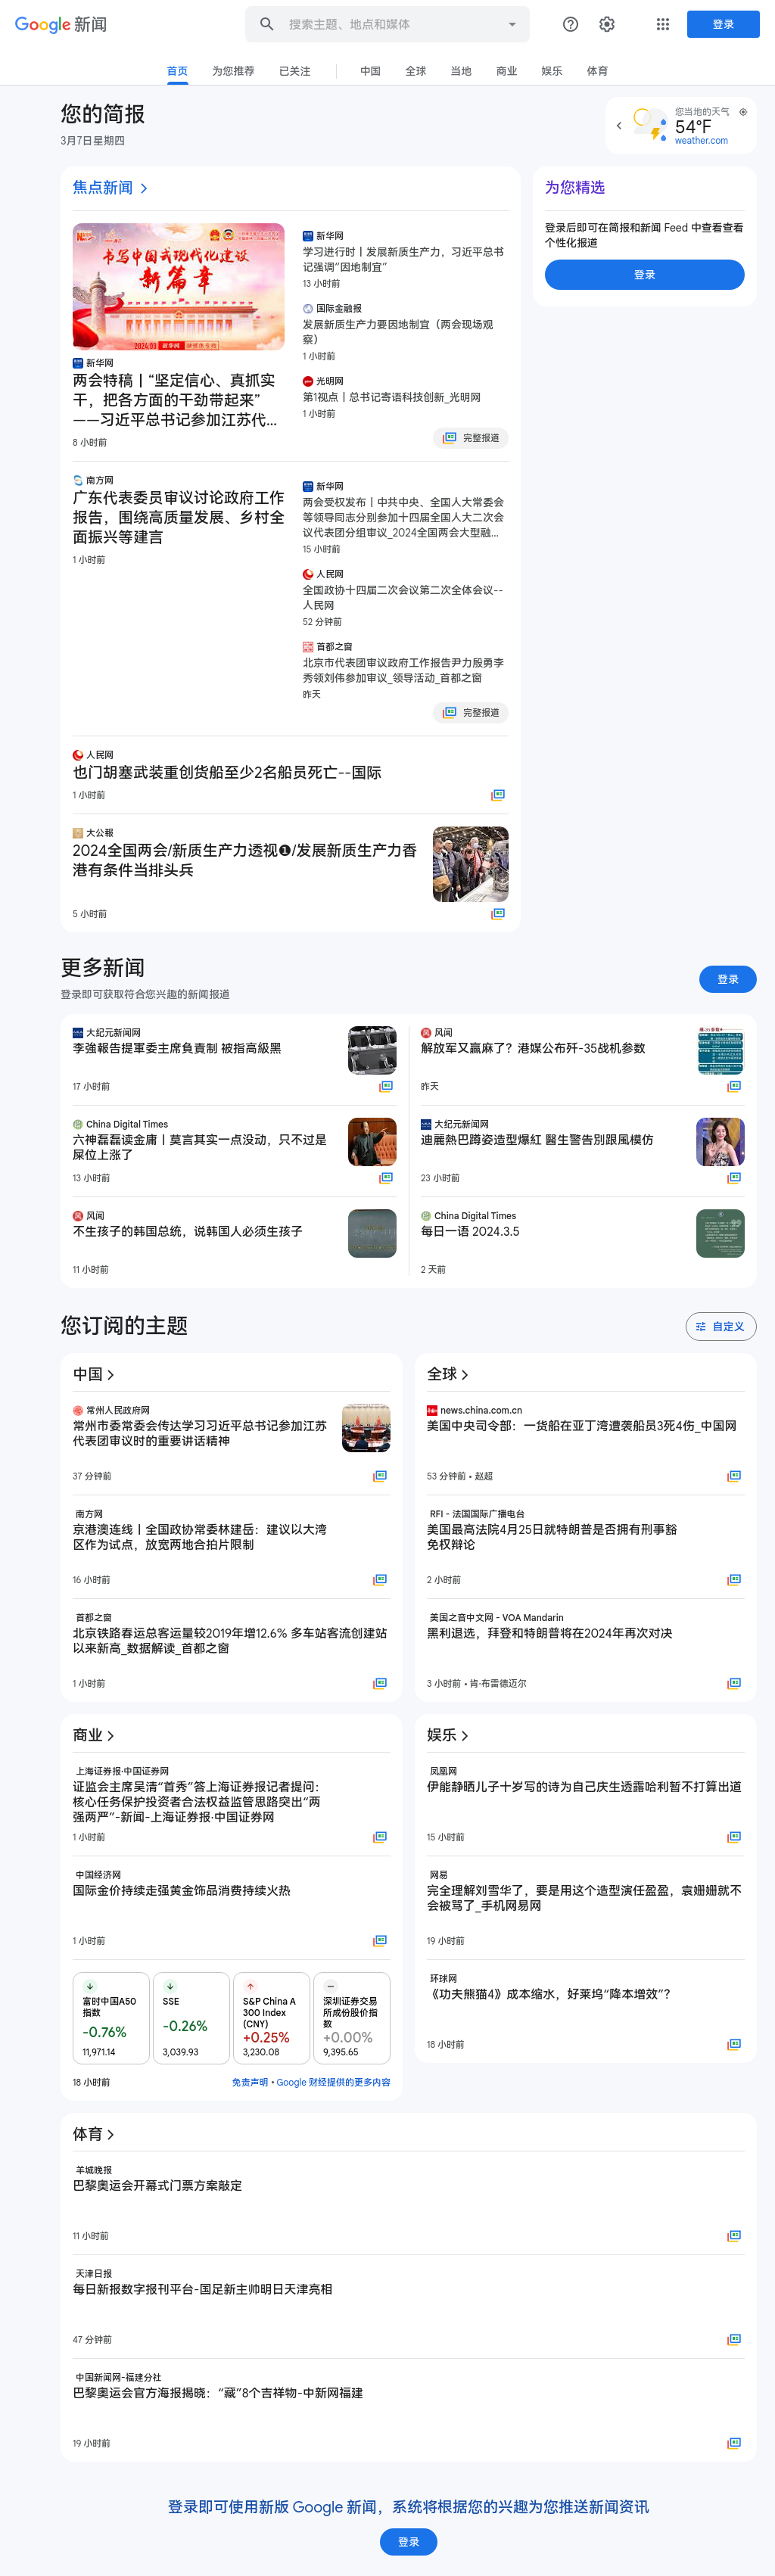 Google 新闻
搜索主题、地点和媒体
登录
首页
为您推荐
已关注
中国
全球
当地
商业
娱乐
体育
您的简报
3月7日星期四
您当地的天气
54°F
weather.com
焦点新闻
书写中国式现代化建设
新篇章
新华网
两会特稿丨“坚定信心、真抓实
干，把各方面的干劲带起来”
——习近平总书记参加江苏代...
8 小时前
新华网
学习进行时丨发展新质生产力，习近平总书
记强调“因地制宜”
13 小时前
国际金融报
发展新质生产力要因地制宜（两会现场观
察）
1 小时前
光明网
第1视点丨总书记寄语科技创新_光明网
1 小时前
完整报道
南方网
广东代表委员审议讨论政府工作
报告，围绕高质量发展、乡村全
面振兴等建言
1 小时前
新华网
两会受权发布丨中共中央、全国人大常委会
等领导同志分别参加十四届全国人大二次会
议代表团分组审议_2024全国两会大型融...
15 小时前
人民网
全国政协十四届二次会议第二次全体会议--
人民网
52 分钟前
首都之窗
北京市代表团审议政府工作报告尹力殷勇李
秀领刘伟参加审议_领导活动_首都之窗
昨天
完整报道
人民网
也门胡塞武装重创货船至少2名船员死亡--国际
1 小时前
大公報
2024全国两会/新质生产力透视❶/发展新质生产力香
港有条件当排头兵
5 小时前
为您精选
登录后即可在简报和新闻 Feed 中查看查看
个性化报道
登录
更多新闻
登录即可获取符合您兴趣的新闻报道
登录
大纪元新闻网
李強報告提軍委主席負責制 被指高級黑
17 小时前
风闻
解放军又赢麻了？港媒公布歼-35战机参数
昨天
China Digital Times
六神磊磊读金庸丨莫言其实一点没动，只不过是
屎位上涨了
13 小时前
大纪元新闻网
迪麗熱巴蹲姿造型爆紅 醫生警告別跟風模仿
23 小时前
风闻
不生孩子的韩国总统，说韩国人必须生孩子
11 小时前
China Digital Times
每日一语 2024.3.5
2 天前
您订阅的主题
自定义
中国
常州人民政府网
常州市委常委会传达学习习近平总书记参加江苏
代表团审议时的重要讲话精神
37 分钟前
南方网
京港澳连线丨全国政协常委林建岳：建议以大湾
区作为试点，放宽两地合拍片限制
16 小时前
首都之窗
北京铁路春运总客运量较2019年增12.6% 多车站客流创建站
以来新高_数据解读_首都之窗
1 小时前
全球
news.china.com.cn
美国中央司令部：一货船在亚丁湾遭袭船员3死4伤_中国网
53 分钟前 • 赵超
RFI - 法国国际广播电台
美国最高法院4月25日就特朗普是否拥有刑事豁
免权辩论
2 小时前
美国之音中文网 - VOA Mandarin
黑利退选，拜登和特朗普将在2024年再次对决
3 小时前 • 肯·布雷德迈尔
商业
上海证券报·中国证券网
证监会主席吴清“首秀”答上海证券报记者提问：
核心任务保护投资者合法权益监管思路突出“两
强两严”-新闻-上海证券报·中国证券网
1 小时前
中国经济网
国际金价持续走强黄金饰品消费持续火热
1 小时前
富时中国A50
指数
-0.76%
11,971.14
SSE
-0.26%
3,039.93
S&P China A
300 Index
(CNY)
+0.25%
3,230.08
深圳证券交易
所成份股价指
数
+0.00%
9,395.65
18 小时前
免责声明 • Google 财经提供的更多内容
娱乐
凤凰网
伊能静晒儿子十岁写的诗为自己庆生透露哈利暂不打算出道
15 小时前
网易
完全理解刘雪华了，要是用这个造型演任盈盈，袁姗姗就不
会被骂了_手机网易网
19 小时前
环球网
《功夫熊猫4》成本缩水，好莱坞“降本增效”？
18 小时前
体育
羊城晚报
巴黎奥运会开幕式门票方案敲定
11 小时前
天津日报
每日新报数字报刊平台-国足新主帅明日天津亮相
47 分钟前
中国新闻网-福建分社
巴黎奥运会官方海报揭晓：“藏”8个吉祥物-中新网福建
19 小时前
登录即可使用新版 Google 新闻，系统将根据您的兴趣为您推送新闻资讯
登录